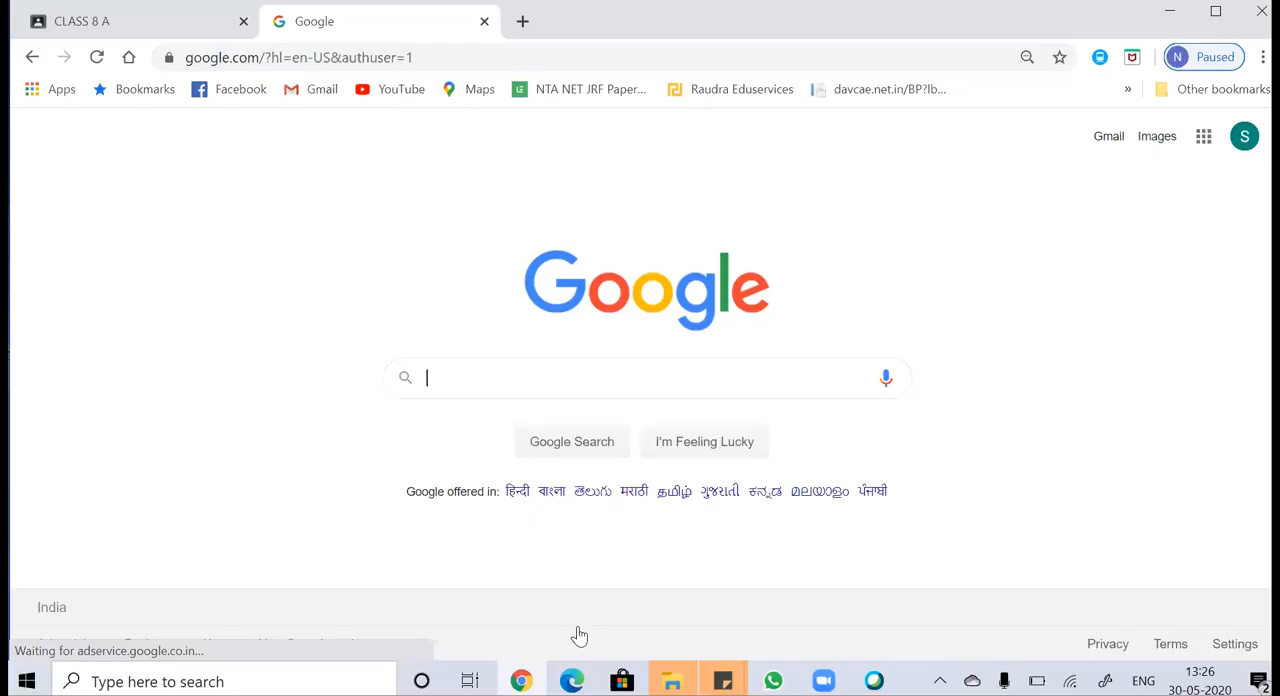 CLASS 8 A
Google
google.com/?hl=en-US&authuser=1
N Paused
Apps Bookmarks Facebook Gmail YouTube Maps NTA NET JRF Paper... Raudra Eduservices davcae.net.in/BP?lb... » Other bookmarks
Gmail Images S
Google
Google Search I'm Feeling Lucky
Google offered in: हिन्दी বাংলা తెలుగు मराठी தமிழ் ગુજરાતી ಕನ್ನಡ മലയാളം ਪੰਜਾਬੀ
India
Privacy Terms Settings
Waiting for adservice.google.co.in...
Type here to search
ENG
13:26
30-05-2020
2